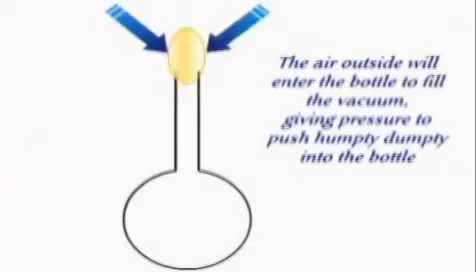 The air outside will
enter the bottle to fill
the vacuum,
giving pressure to
push humpty dumpty
into the bottle